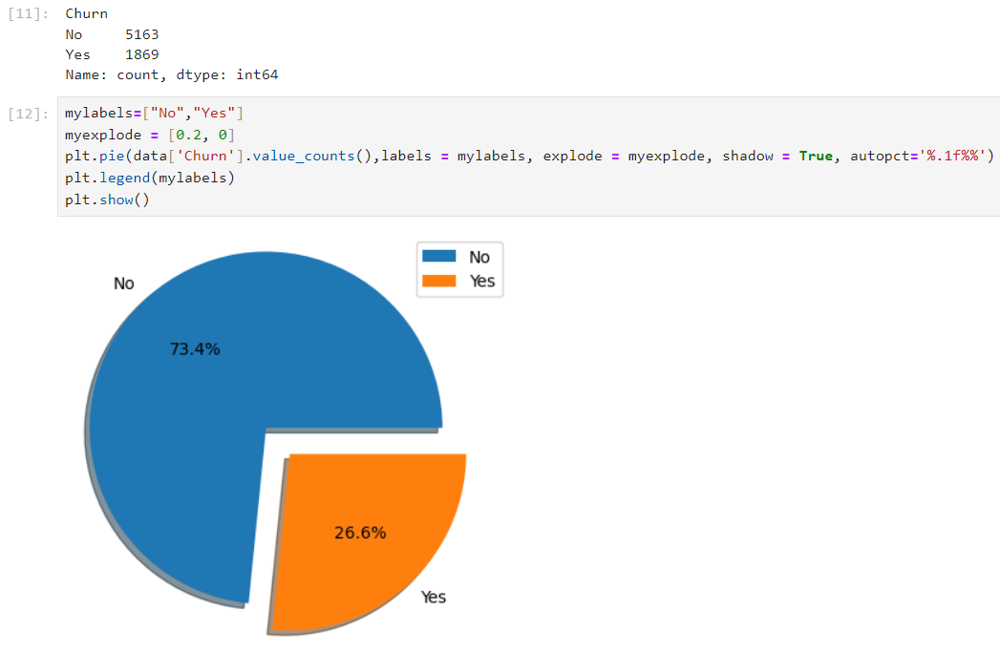 [11]: Churn
No 5163
Yes 1869
Name: count, dtype: int64
[12]: mylabels=["No","Yes"]
myexplode = [0.2, 0]
plt.pie(data['Churn'].value_counts(),labels = mylabels, explode = myexplode, shadow = True, autopct='%.1f%%')
plt.legend(mylabels)
plt.show()
No
Yes
No
73.4%
26.6%
Yes